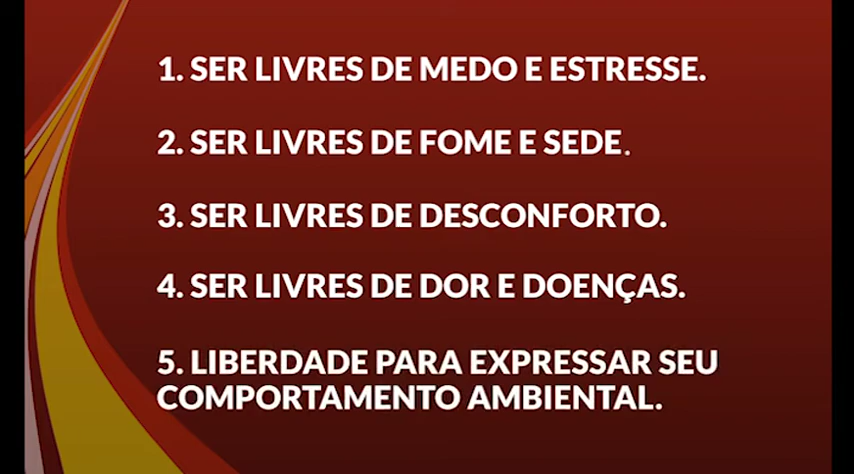 1. SER LIVRES DE MEDO E ESTRESSE.
2. SER LIVRES DE FOME E SEDE.
3. SER LIVRES DE DESCONFORTO.
4. SER LIVRES DE DOR E DOENÇAS.
5. LIBERDADE PARA EXPRESSAR SEU
COMPORTAMENTO AMBIENTAL.